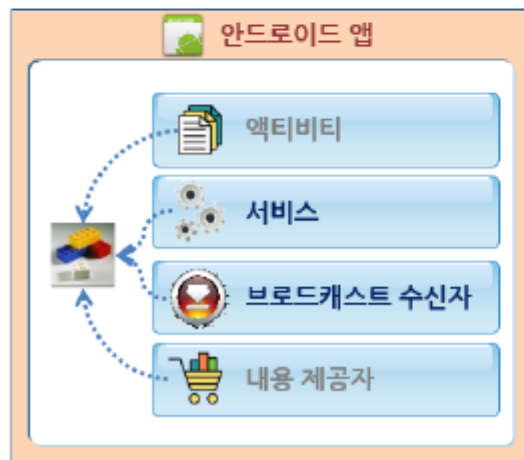 안드로이드 앱
액티비티
서비스
브로드캐스트 수신자
내용 제공자